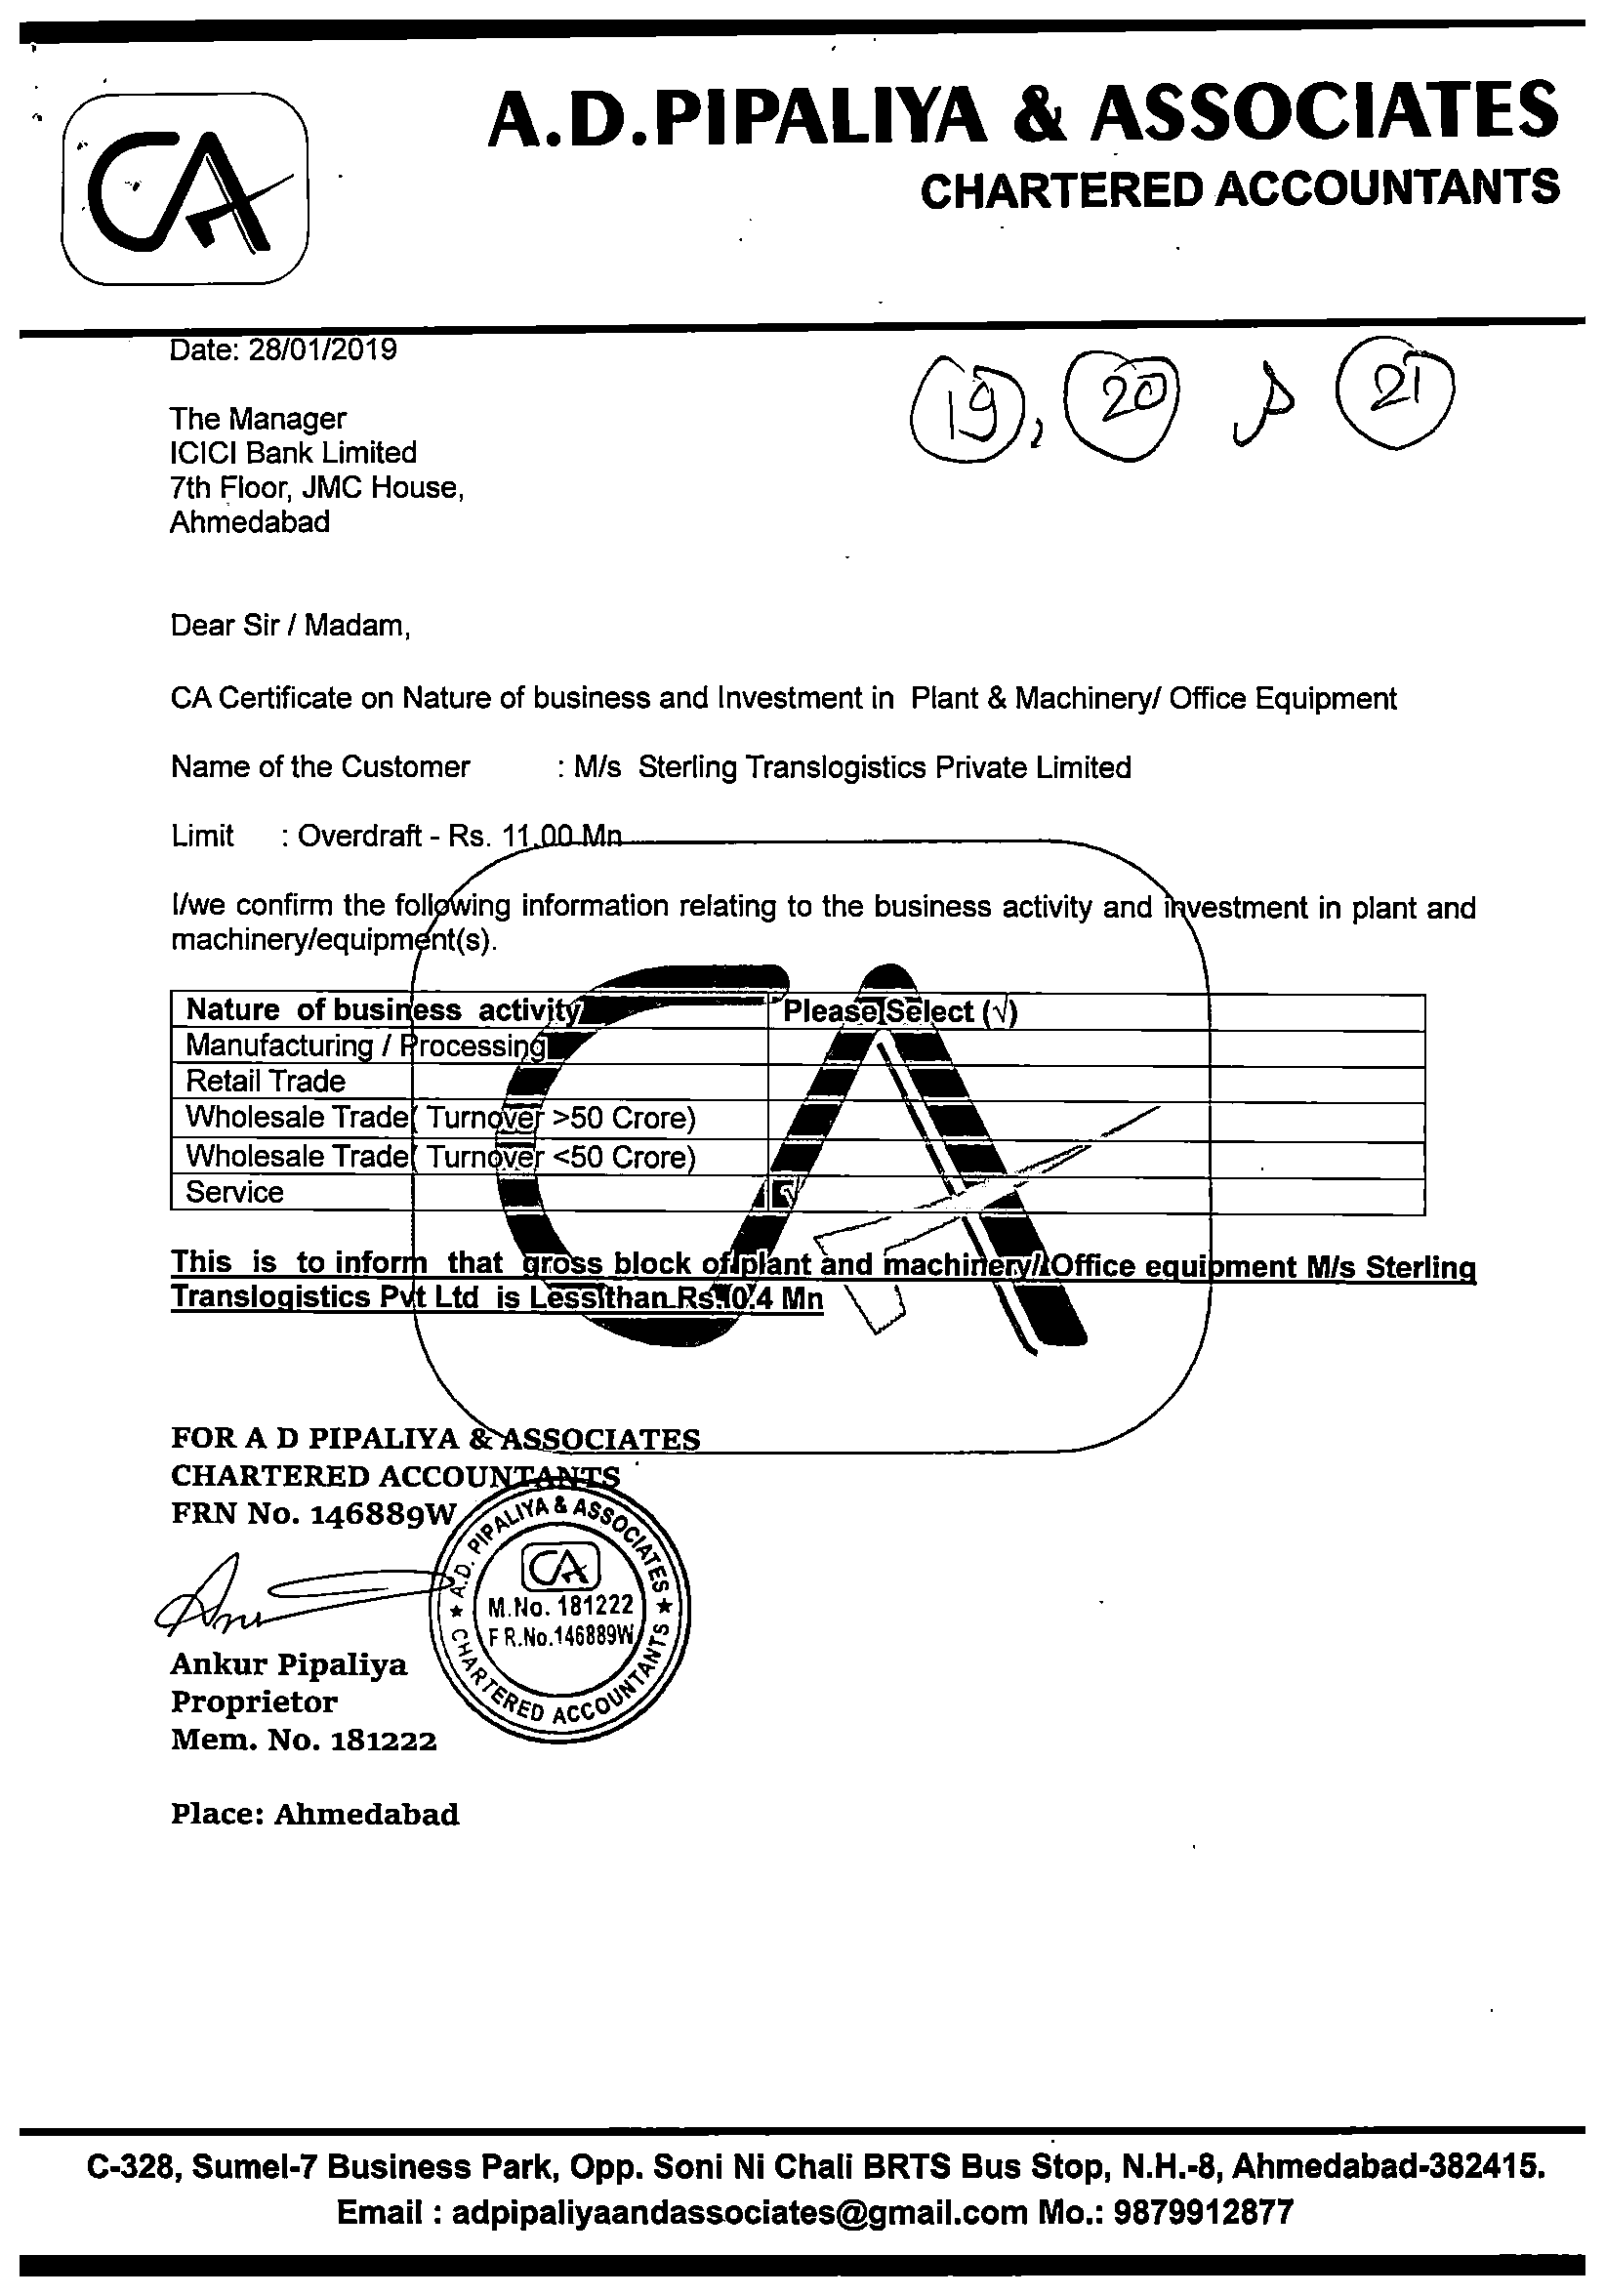 CA
A.D.PIPALIYA & ASSOCIATES
CHARTERED ACCOUNTANTS
Date: 28/01/2019
19, 20 & 21
The Manager
ICICI Bank Limited
7th Floor, JMC House,
Ahmedabad
Dear Sir / Madam,
CA Certificate on Nature of business and Investment in Plant & Machinery/ Office Equipment
Name of the Customer : M/s Sterling Translogistics Private Limited
Limit : Overdraft - Rs. 11.00 Mn
I/we confirm the following information relating to the business activity and investment in plant and
machinery/equipment(s).
Nature of business activity Please Select (√)
Manufacturing / Processing
Retail Trade
Wholesale Trade( Turnover >50 Crore)
Wholesale Trade( Turnover <50 Crore)
Service √
This is to inform that gross block of plant and machinery/ Office equipment M/s Sterling
Translogistics Pvt Ltd is Less than Rs. 0.4 Mn
FOR A D PIPALIYA & ASSOCIATES
CHARTERED ACCOUNTANTS
FRN No. 146889W
A.D. PIPALIYA & ASSOCIATES
CA
M.No. 181222
F R.No.146889W
★ CHARTERED ACCOUNTANTS ★
Ankur Pipaliya
Proprietor
Mem. No. 181222
Place: Ahmedabad
C-328, Sumel-7 Business Park, Opp. Soni Ni Chali BRTS Bus Stop, N.H.-8, Ahmedabad-382415.
Email : adpipaliyaandassociates@gmail.com Mo.: 9879912877